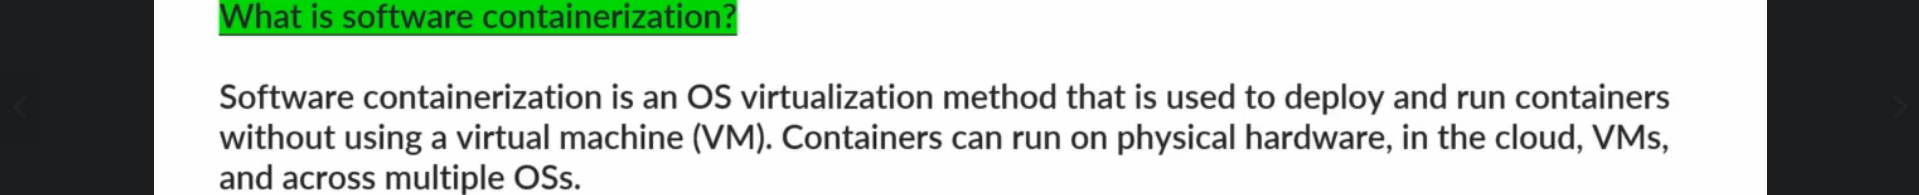 What is software containerization?
Software containerization is an OS virtualization method that is used to deploy and run containers
without using a virtual machine (VM). Containers can run on physical hardware, in the cloud, VMs,
and across multiple OSs.